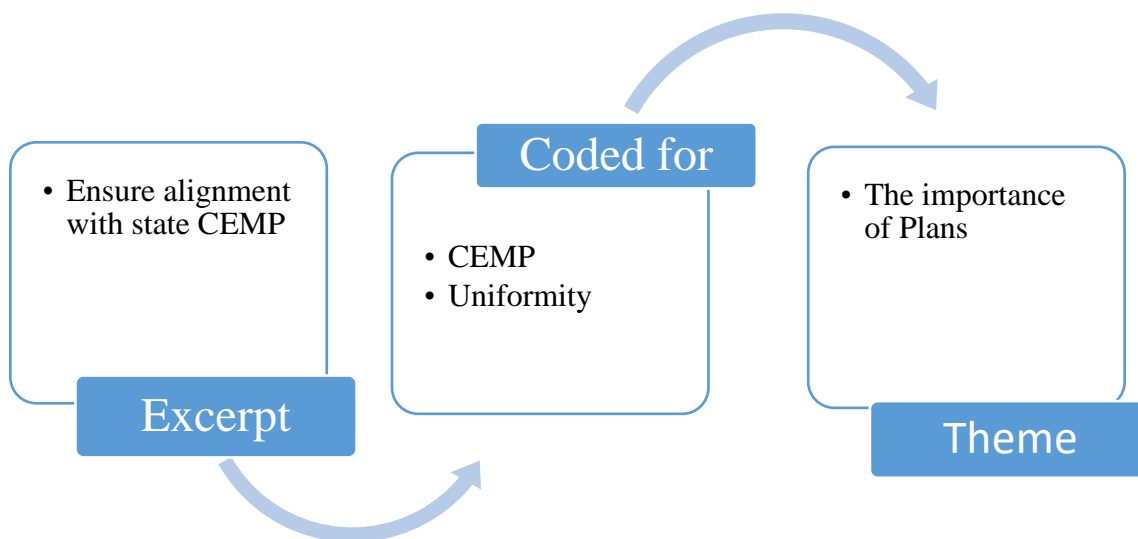 • Ensure alignment
with state CEMP
Excerpt
Coded for
• CEMP
• Uniformity
• The importance
of Plans
Theme